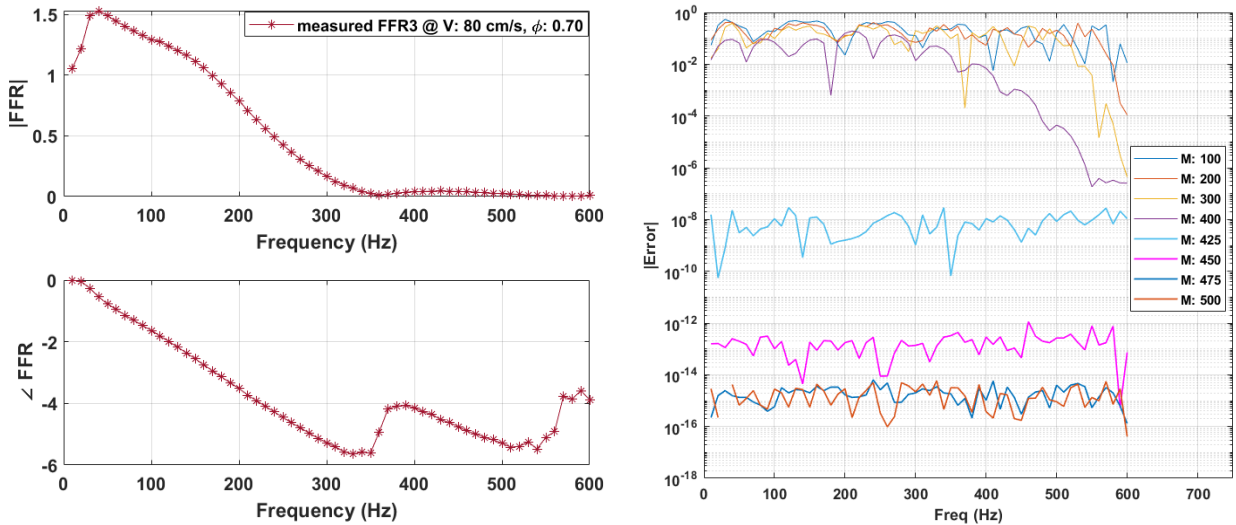 measured FFR3 @ V: 80 cm/s, ϕ: 0.70
|FFR|
1.5
1
0.5
0
0 100 200 300 400 500 600
Frequency (Hz)
∠ FFR
0
-2
-4
-6
0 100 200 300 400 500 600
Frequency (Hz)
|Error|
10^0
10^-2
10^-4
10^-6
10^-8
10^-10
10^-12
10^-14
10^-16
10^-18
M: 100
M: 200
M: 300
M: 400
M: 425
M: 450
M: 475
M: 500
0 100 200 300 400 500 600 700
Freq (Hz)